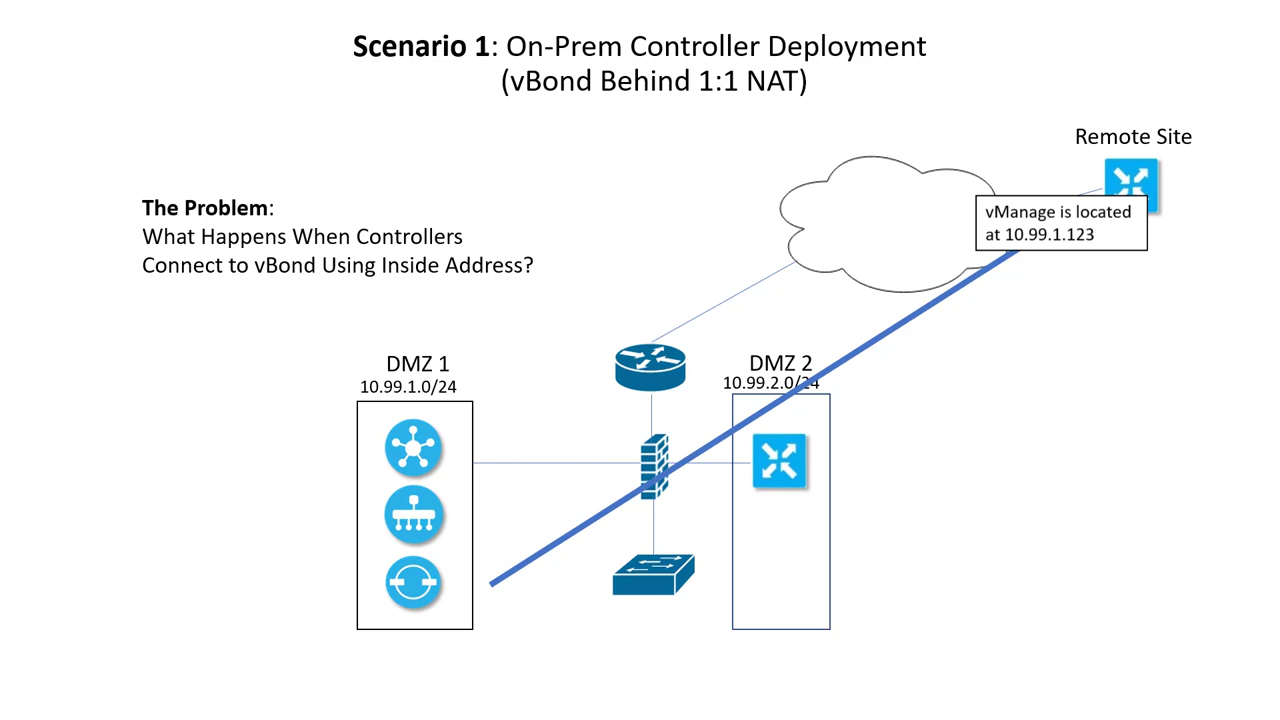 Scenario 1: On-Prem Controller Deployment
(vBond Behind 1:1 NAT)
Remote Site
vManage is located
at 10.99.1.123
The Problem:
What Happens When Controllers
Connect to vBond Using Inside Address?
DMZ 1
10.99.1.0/24
DMZ 2
10.99.2.0/24